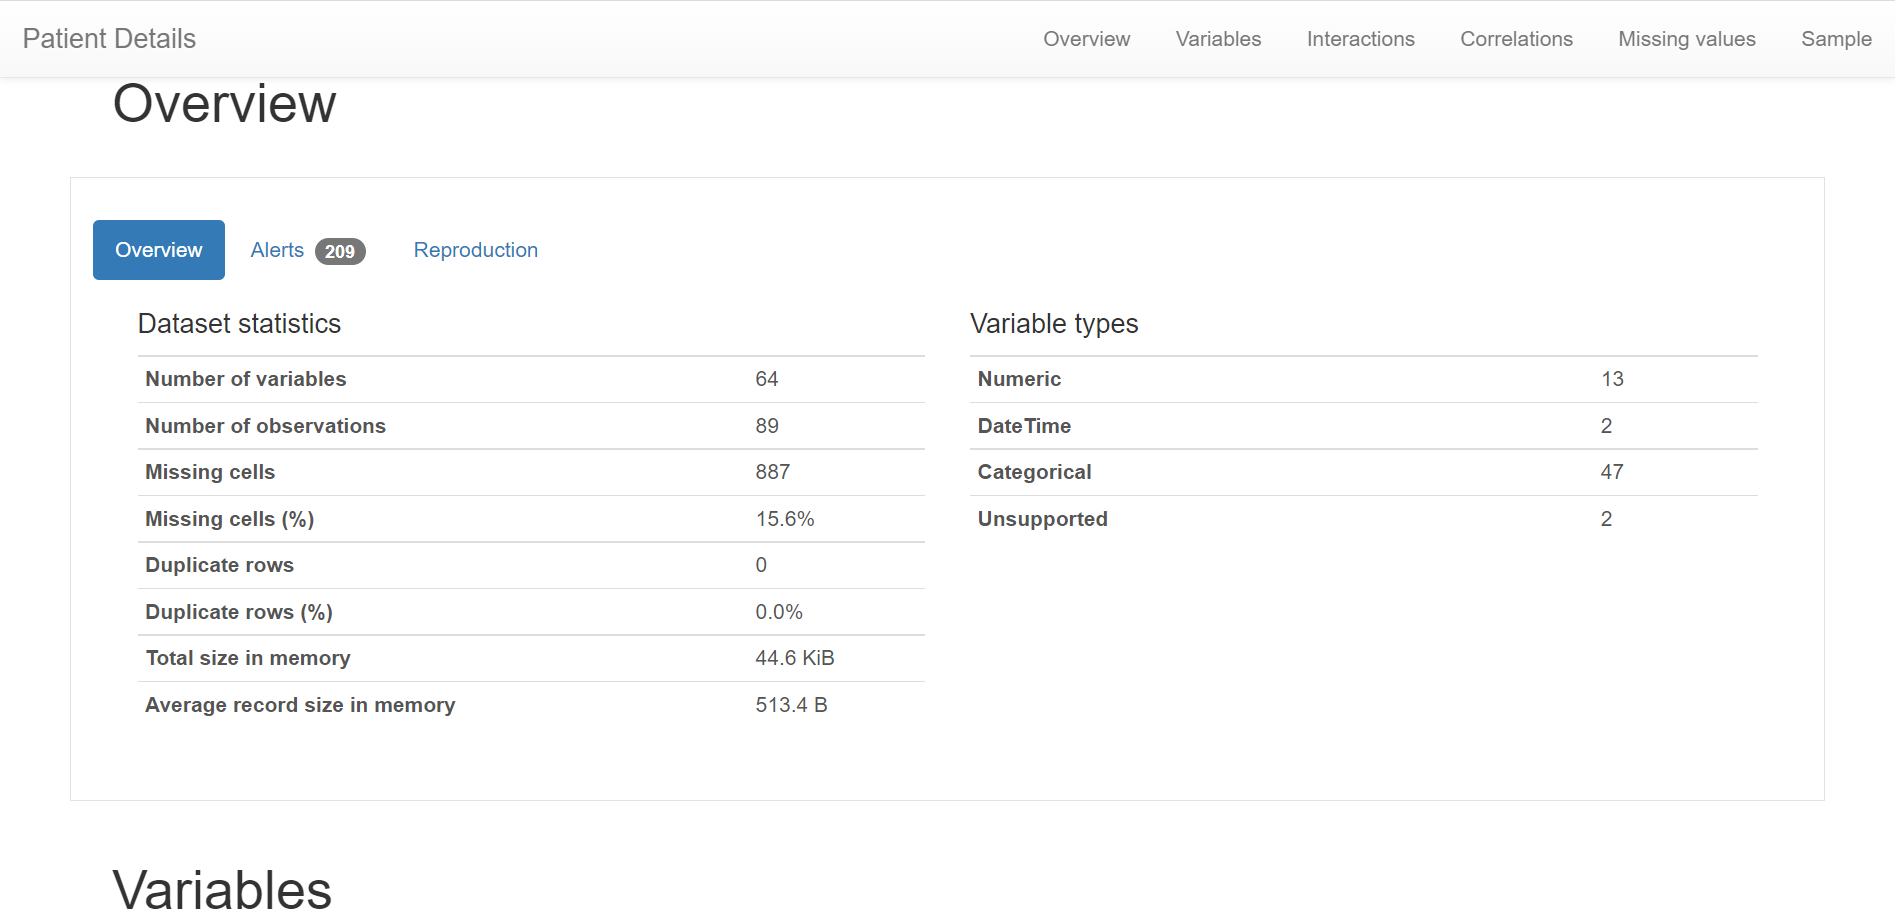 Patient Details Overview Variables Interactions Correlations Missing values Sample
Overview
Overview Alerts 209 Reproduction
Dataset statistics
Number of variables 64
Number of observations 89
Missing cells 887
Missing cells (%) 15.6%
Duplicate rows 0
Duplicate rows (%) 0.0%
Total size in memory 44.6 KiB
Average record size in memory 513.4 B
Variable types
Numeric 13
DateTime 2
Categorical 47
Unsupported 2
Variables